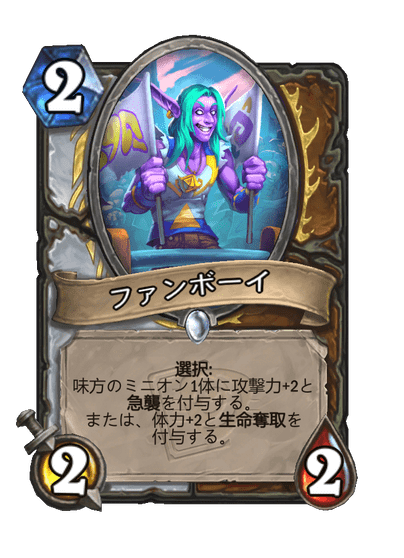 2
ファンボーイ
選択:
味方のミニオン1体に攻撃力+2と
急襲を付与する。
または、体力+2と生命奪取を
付与する。
2
2